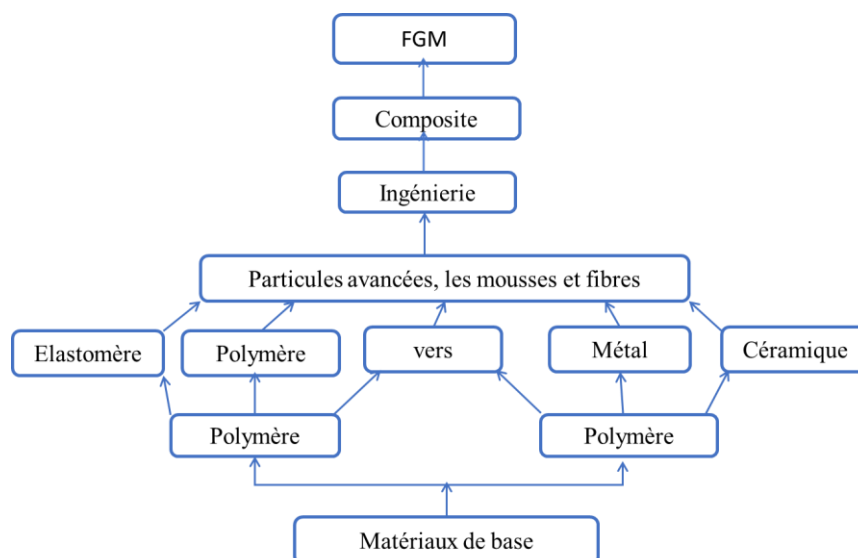 FGM
Composite
Ingénierie
Particules avancées, les mousses et fibres
Elastomère
Polymère
vers
Métal
Céramique
Polymère
Polymère
Matériaux de base